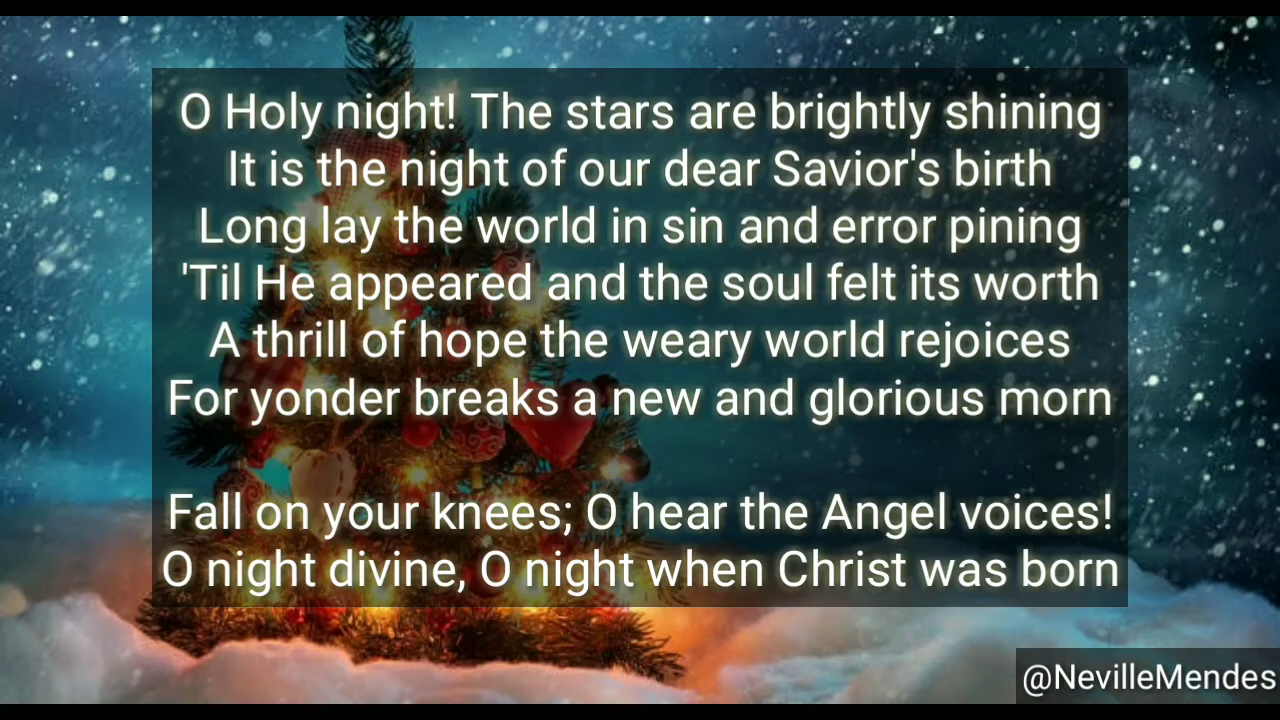 O Holy night! The stars are brightly shining
It is the night of our dear Savior's birth
Long lay the world in sin and error pining
'Til He appeared and the soul felt its worth
A thrill of hope the weary world rejoices
For yonder breaks a new and glorious morn
Fall on your knees; O hear the Angel voices!
O night divine, O night when Christ was born
@NevilleMendes